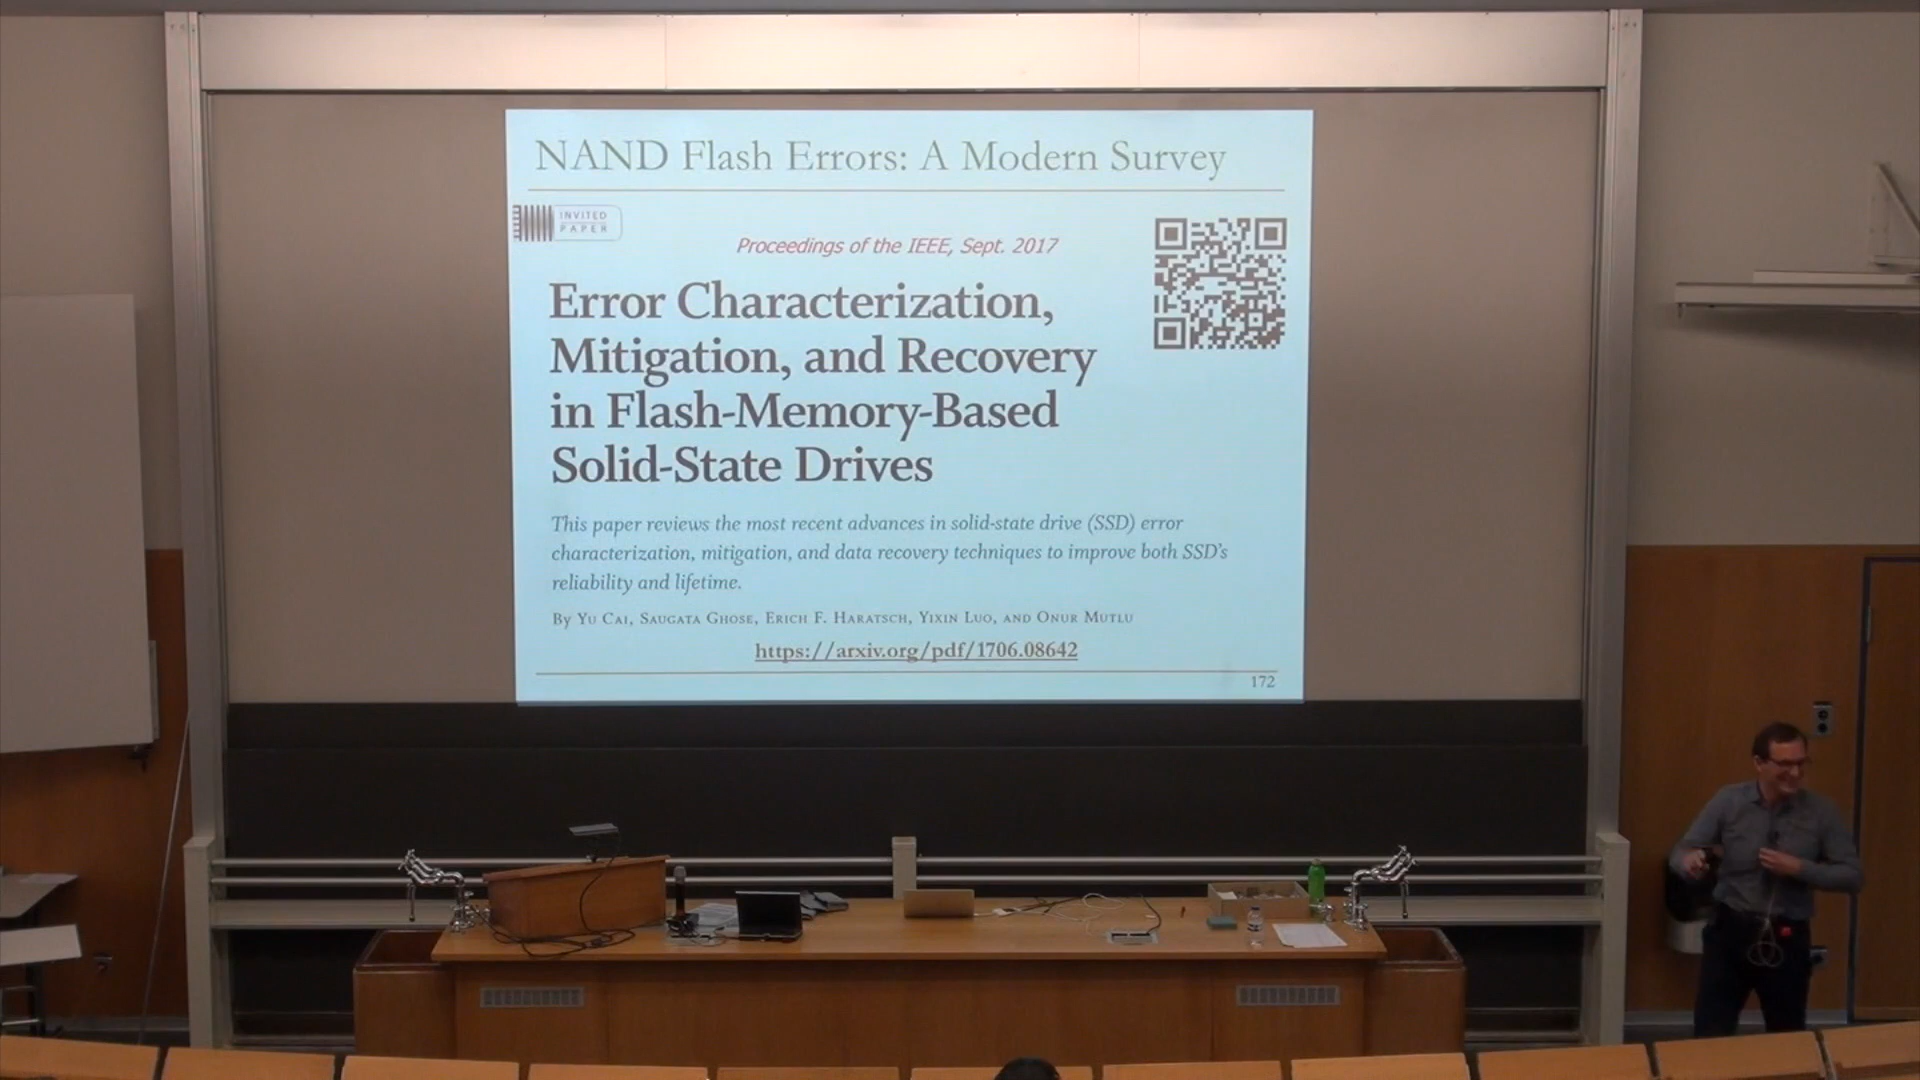 NAND Flash Errors: A Modern Survey
INVITED
PAPER
Proceedings of the IEEE, Sept. 2017
Error Characterization,
Mitigation, and Recovery
in Flash-Memory-Based
Solid-State Drives
This paper reviews the most recent advances in solid-state drive (SSD) error
characterization, mitigation, and data recovery techniques to improve both SSD's
reliability and lifetime.
By Yu Cai, Saugata Ghose, Erich F. Haratsch, Yixin Luo, and Onur Mutlu
https://arxiv.org/pdf/1706.08642
172